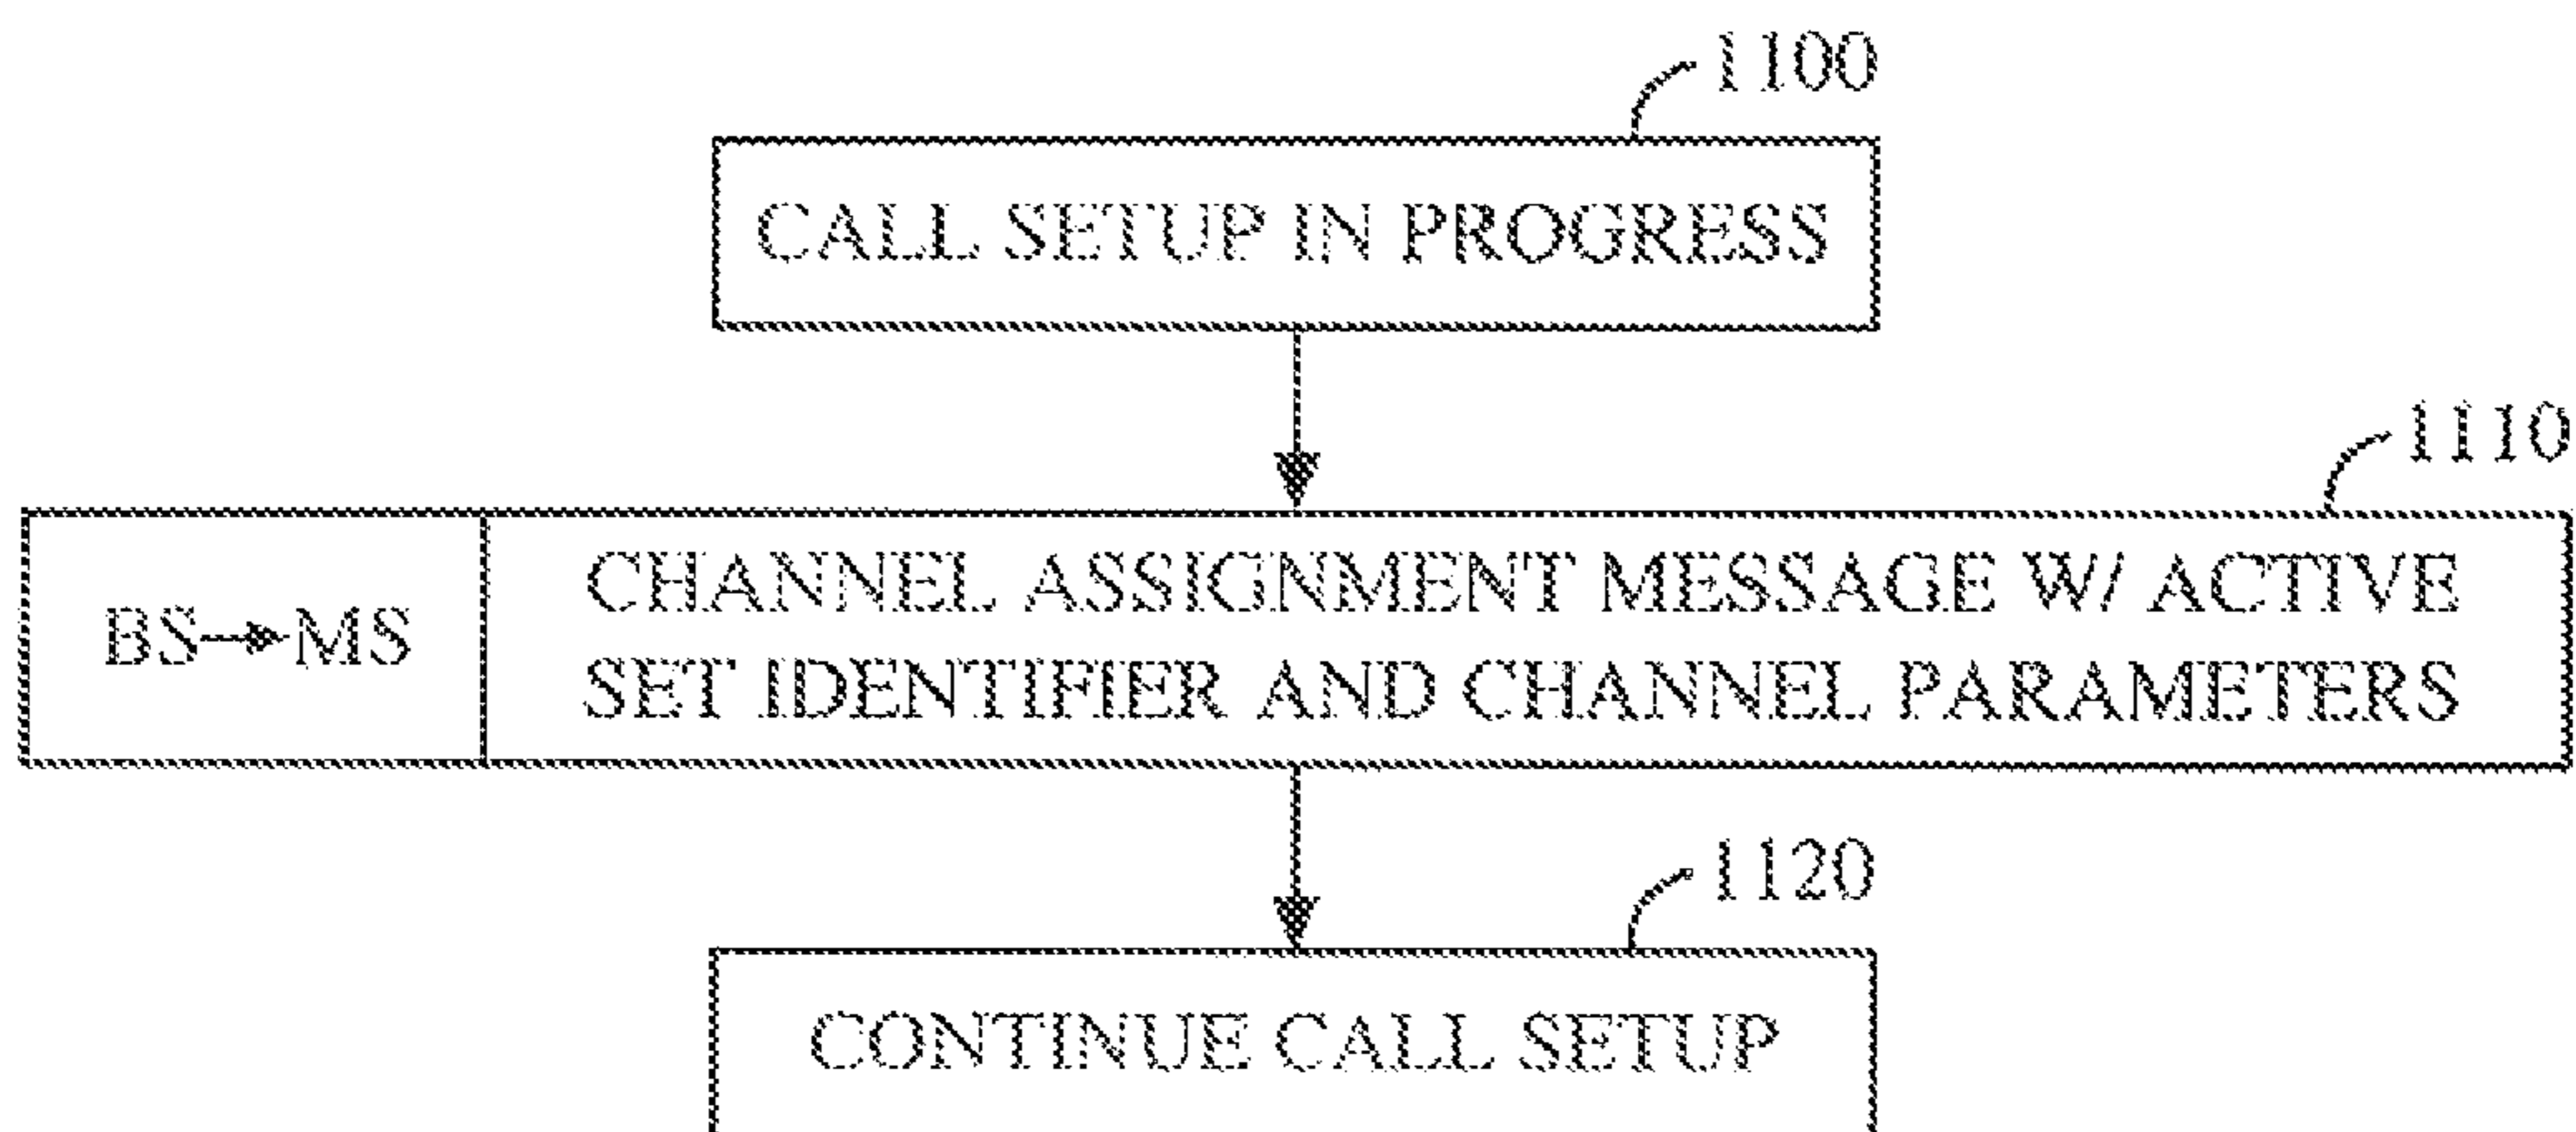 1100
CALL SETUP IN PROGRESS
1110
BS→MS
CHANNEL ASSIGNMENT MESSAGE W/ ACTIVE
SET IDENTIFIER AND CHANNEL PARAMETERS
1120
CONTINUE CALL SETUP